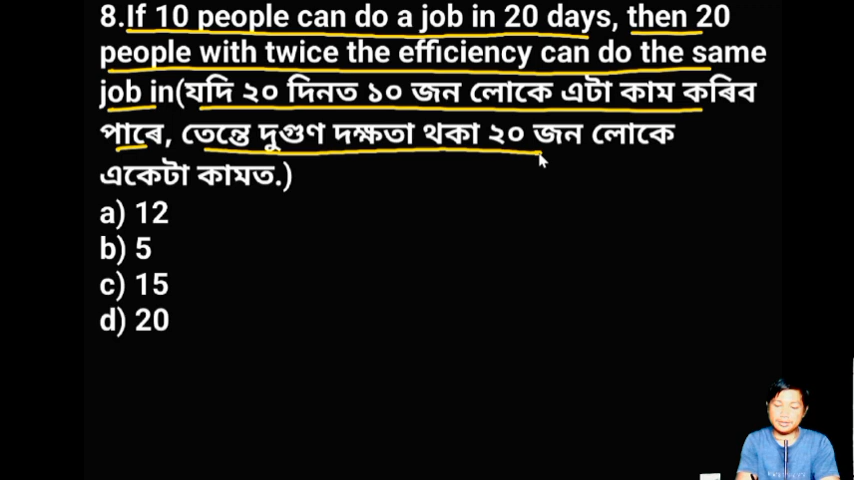 8.If 10 people can do a job in 20 days, then 20
people with twice the efficiency can do the same
job in(যদি ২০ দিনত ১০ জন লোকে এটা কাম কৰিব
পাৰে, তেন্তে দুগুণ দক্ষতা থকা ২০ জন লোকে
একেটা কামত.)
a) 12
b) 5
c) 15
d) 20